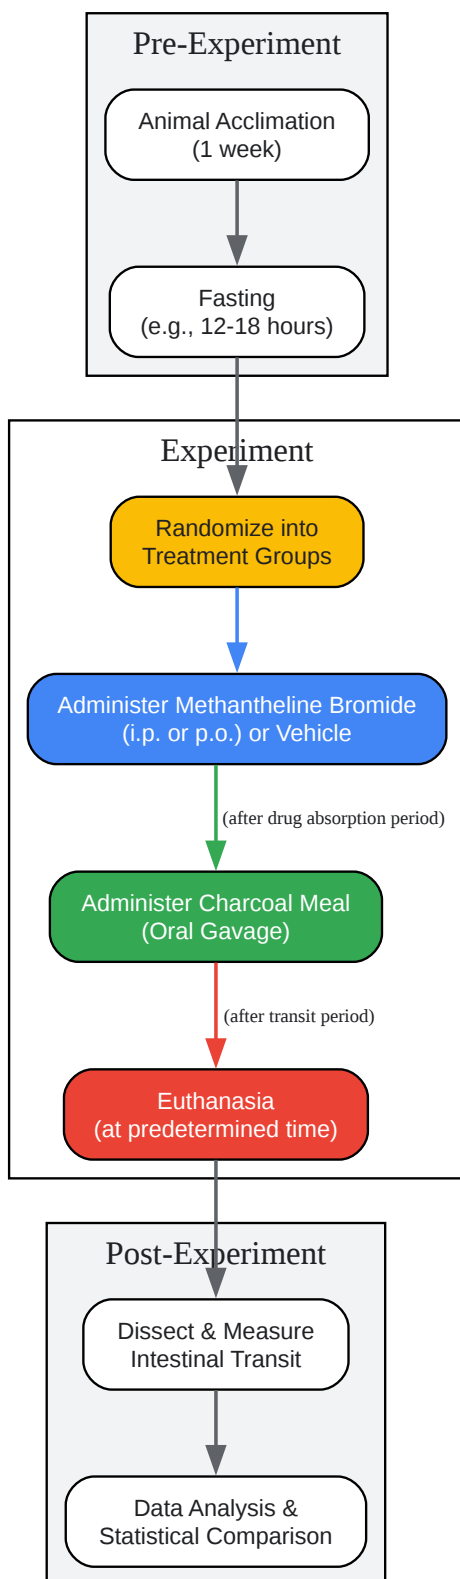 Pre-Experiment
Animal Acclimation
(1 week)
Fasting
(e.g., 12-18 hours)
Experiment
Randomize into
Treatment Groups
Administer Methantheline Bromide
(i.p. or p.o.) or Vehicle
(after drug absorption period)
Administer Charcoal Meal
(Oral Gavage)
(after transit period)
Euthanasia
(at predetermined time)
Post-Experiment
Dissect & Measure
Intestinal Transit
Data Analysis &
Statistical Comparison